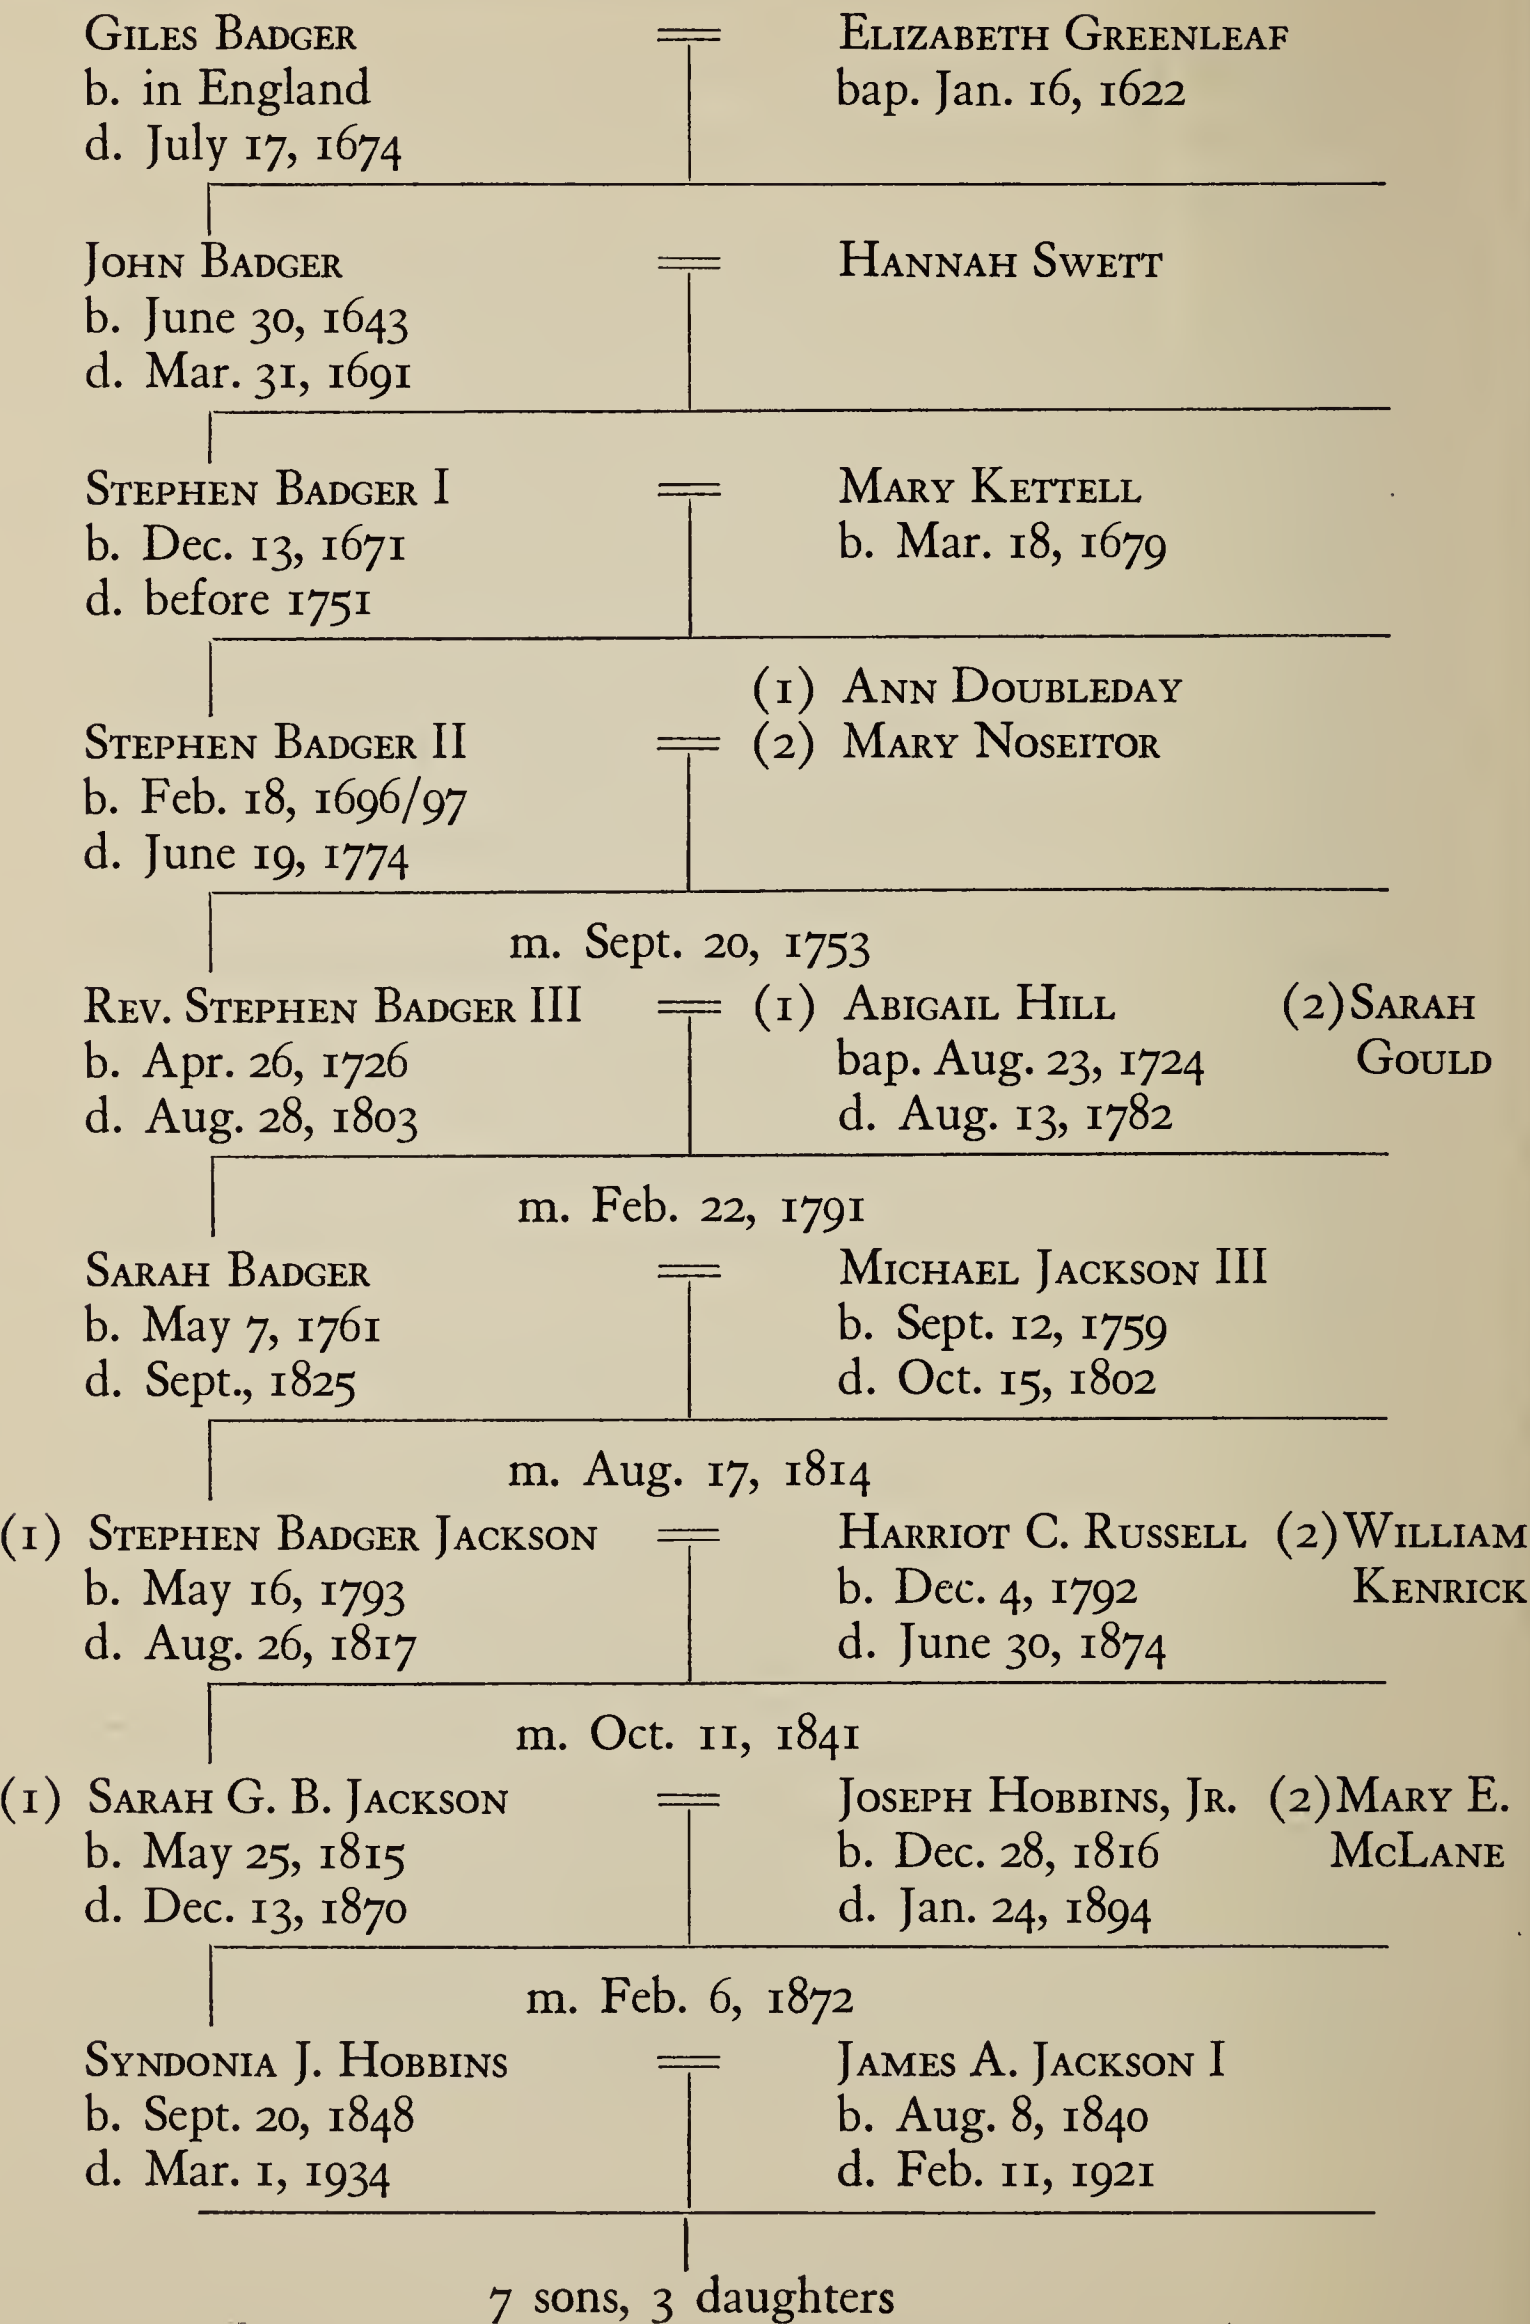 GILES BADGER = ELIZABETH GREENLEAF
b. in England bap. Jan. 16, 1622
d. July 17, 1674
JOHN BADGER = HANNAH SWETT
b. June 30, 1643
d. Mar. 31, 1691
STEPHEN BADGER I = MARY KETTELL
b. Dec. 13, 1671 b. Mar. 18, 1679
d. before 1751
(1) ANN DOUBLEDAY
STEPHEN BADGER II = (2) MARY NOSEITOR
b. Feb. 18, 1696/97
d. June 19, 1774
m. Sept. 20, 1753
REV. STEPHEN BADGER III = (1) ABIGAIL HILL (2) SARAH
b. Apr. 26, 1726 bap. Aug. 23, 1724 GOULD
d. Aug. 28, 1803 d. Aug. 13, 1782
m. Feb. 22, 1791
SARAH BADGER = MICHAEL JACKSON III
b. May 7, 1761 b. Sept. 12, 1759
d. Sept., 1825 d. Oct. 15, 1802
m. Aug. 17, 1814
(1) STEPHEN BADGER JACKSON = HARRIOT C. RUSSELL (2) WILLIAM
b. May 16, 1793 b. Dec. 4, 1792 KENRICK
d. Aug. 26, 1817 d. June 30, 1874
m. Oct. 11, 1841
(1) SARAH G. B. JACKSON = JOSEPH HOBBINS, JR. (2) MARY E.
b. May 25, 1815 b. Dec. 28, 1816 MCLANE
d. Dec. 13, 1870 d. Jan. 24, 1894
m. Feb. 6, 1872
SYNDONIA J. HOBBINS = JAMES A. JACKSON I
b. Sept. 20, 1848 b. Aug. 8, 1840
d. Mar. 1, 1934 d. Feb. 11, 1921
7 sons, 3 daughters